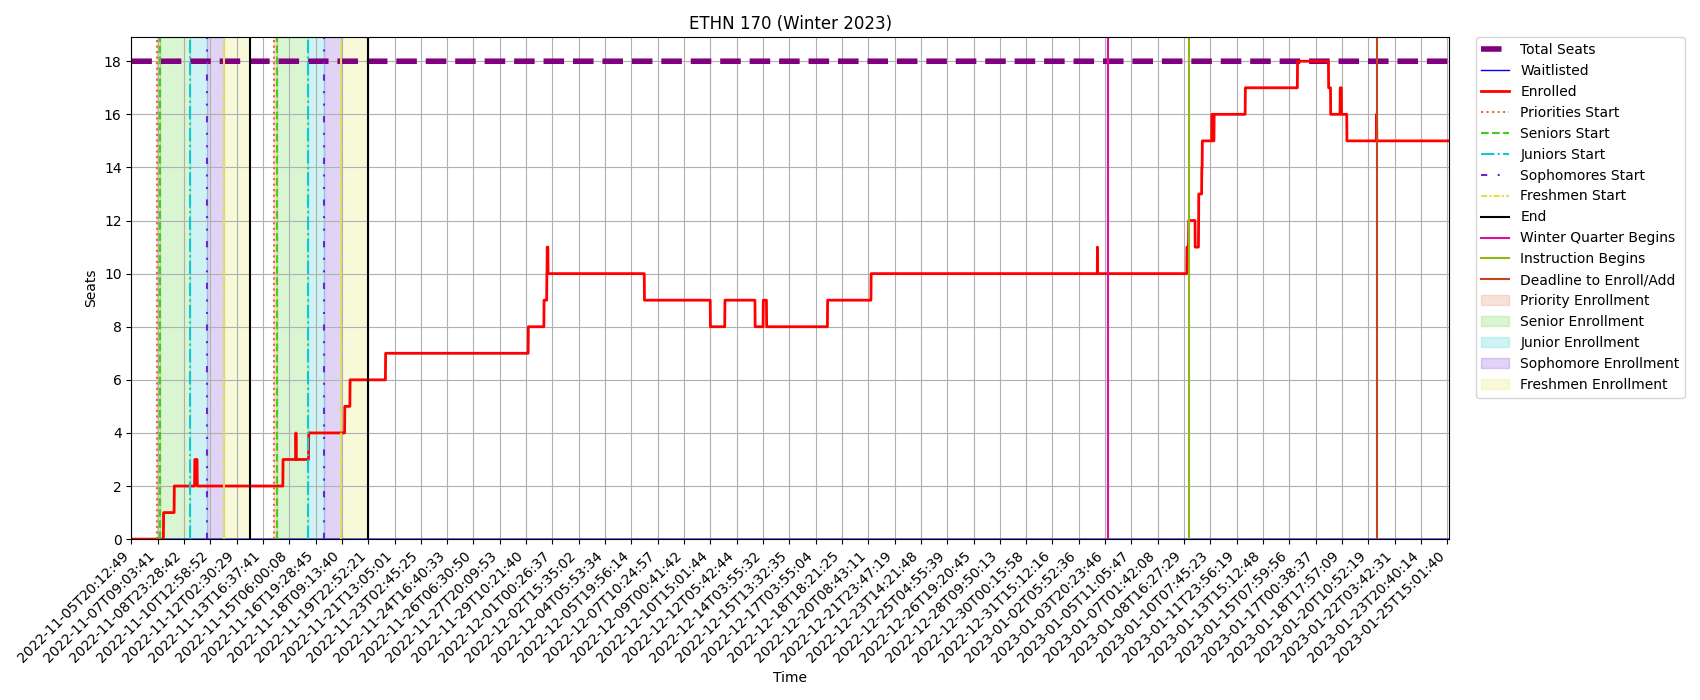 ETHN 170 (Winter 2023)
Seats
18
16
14
12
10
8
6
4
2
0
2022-11-05T20:12:49
2022-11-07T09:03:41
2022-11-08T23:28:42
2022-11-10T12:58:52
2022-11-12T02:30:29
2022-11-13T16:37:41
2022-11-15T06:00:08
2022-11-16T19:28:45
2022-11-18T09:13:40
2022-11-19T22:52:21
2022-11-21T13:05:01
2022-11-23T02:45:25
2022-11-24T16:40:33
2022-11-26T06:30:50
2022-11-27T20:09:53
2022-11-29T10:21:40
2022-12-01T00:26:37
2022-12-02T15:35:02
2022-12-04T05:53:34
2022-12-05T19:56:14
2022-12-07T10:24:57
2022-12-09T01:41:42
2022-12-10T15:01:44
2022-12-12T05:42:44
2022-12-14T03:55:32
2022-12-15T13:32:35
2022-12-17T03:55:04
2022-12-18T18:21:25
2022-12-20T08:43:11
2022-12-21T23:47:19
2022-12-23T14:21:48
2022-12-25T04:55:39
2022-12-26T19:20:45
2022-12-28T09:50:13
2022-12-30T00:15:58
2022-12-31T15:12:16
2023-01-02T05:52:36
2023-01-03T20:23:46
2023-01-05T11:05:47
2023-01-07T01:42:08
2023-01-08T16:27:29
2023-01-10T07:45:23
2023-01-11T23:56:19
2023-01-13T15:12:48
2023-01-15T07:59:56
2023-01-17T03:38:37
2023-01-18T17:57:09
2023-01-20T10:52:19
2023-01-22T03:42:31
2023-01-23T20:40:14
2023-01-25T15:01:40
Time
Total Seats
Waitlisted
Enrolled
Priorities Start
Seniors Start
Juniors Start
Sophomores Start
Freshmen Start
End
Winter Quarter Begins
Instruction Begins
Deadline to Enroll/Add
Priority Enrollment
Senior Enrollment
Junior Enrollment
Sophomore Enrollment
Freshmen Enrollment